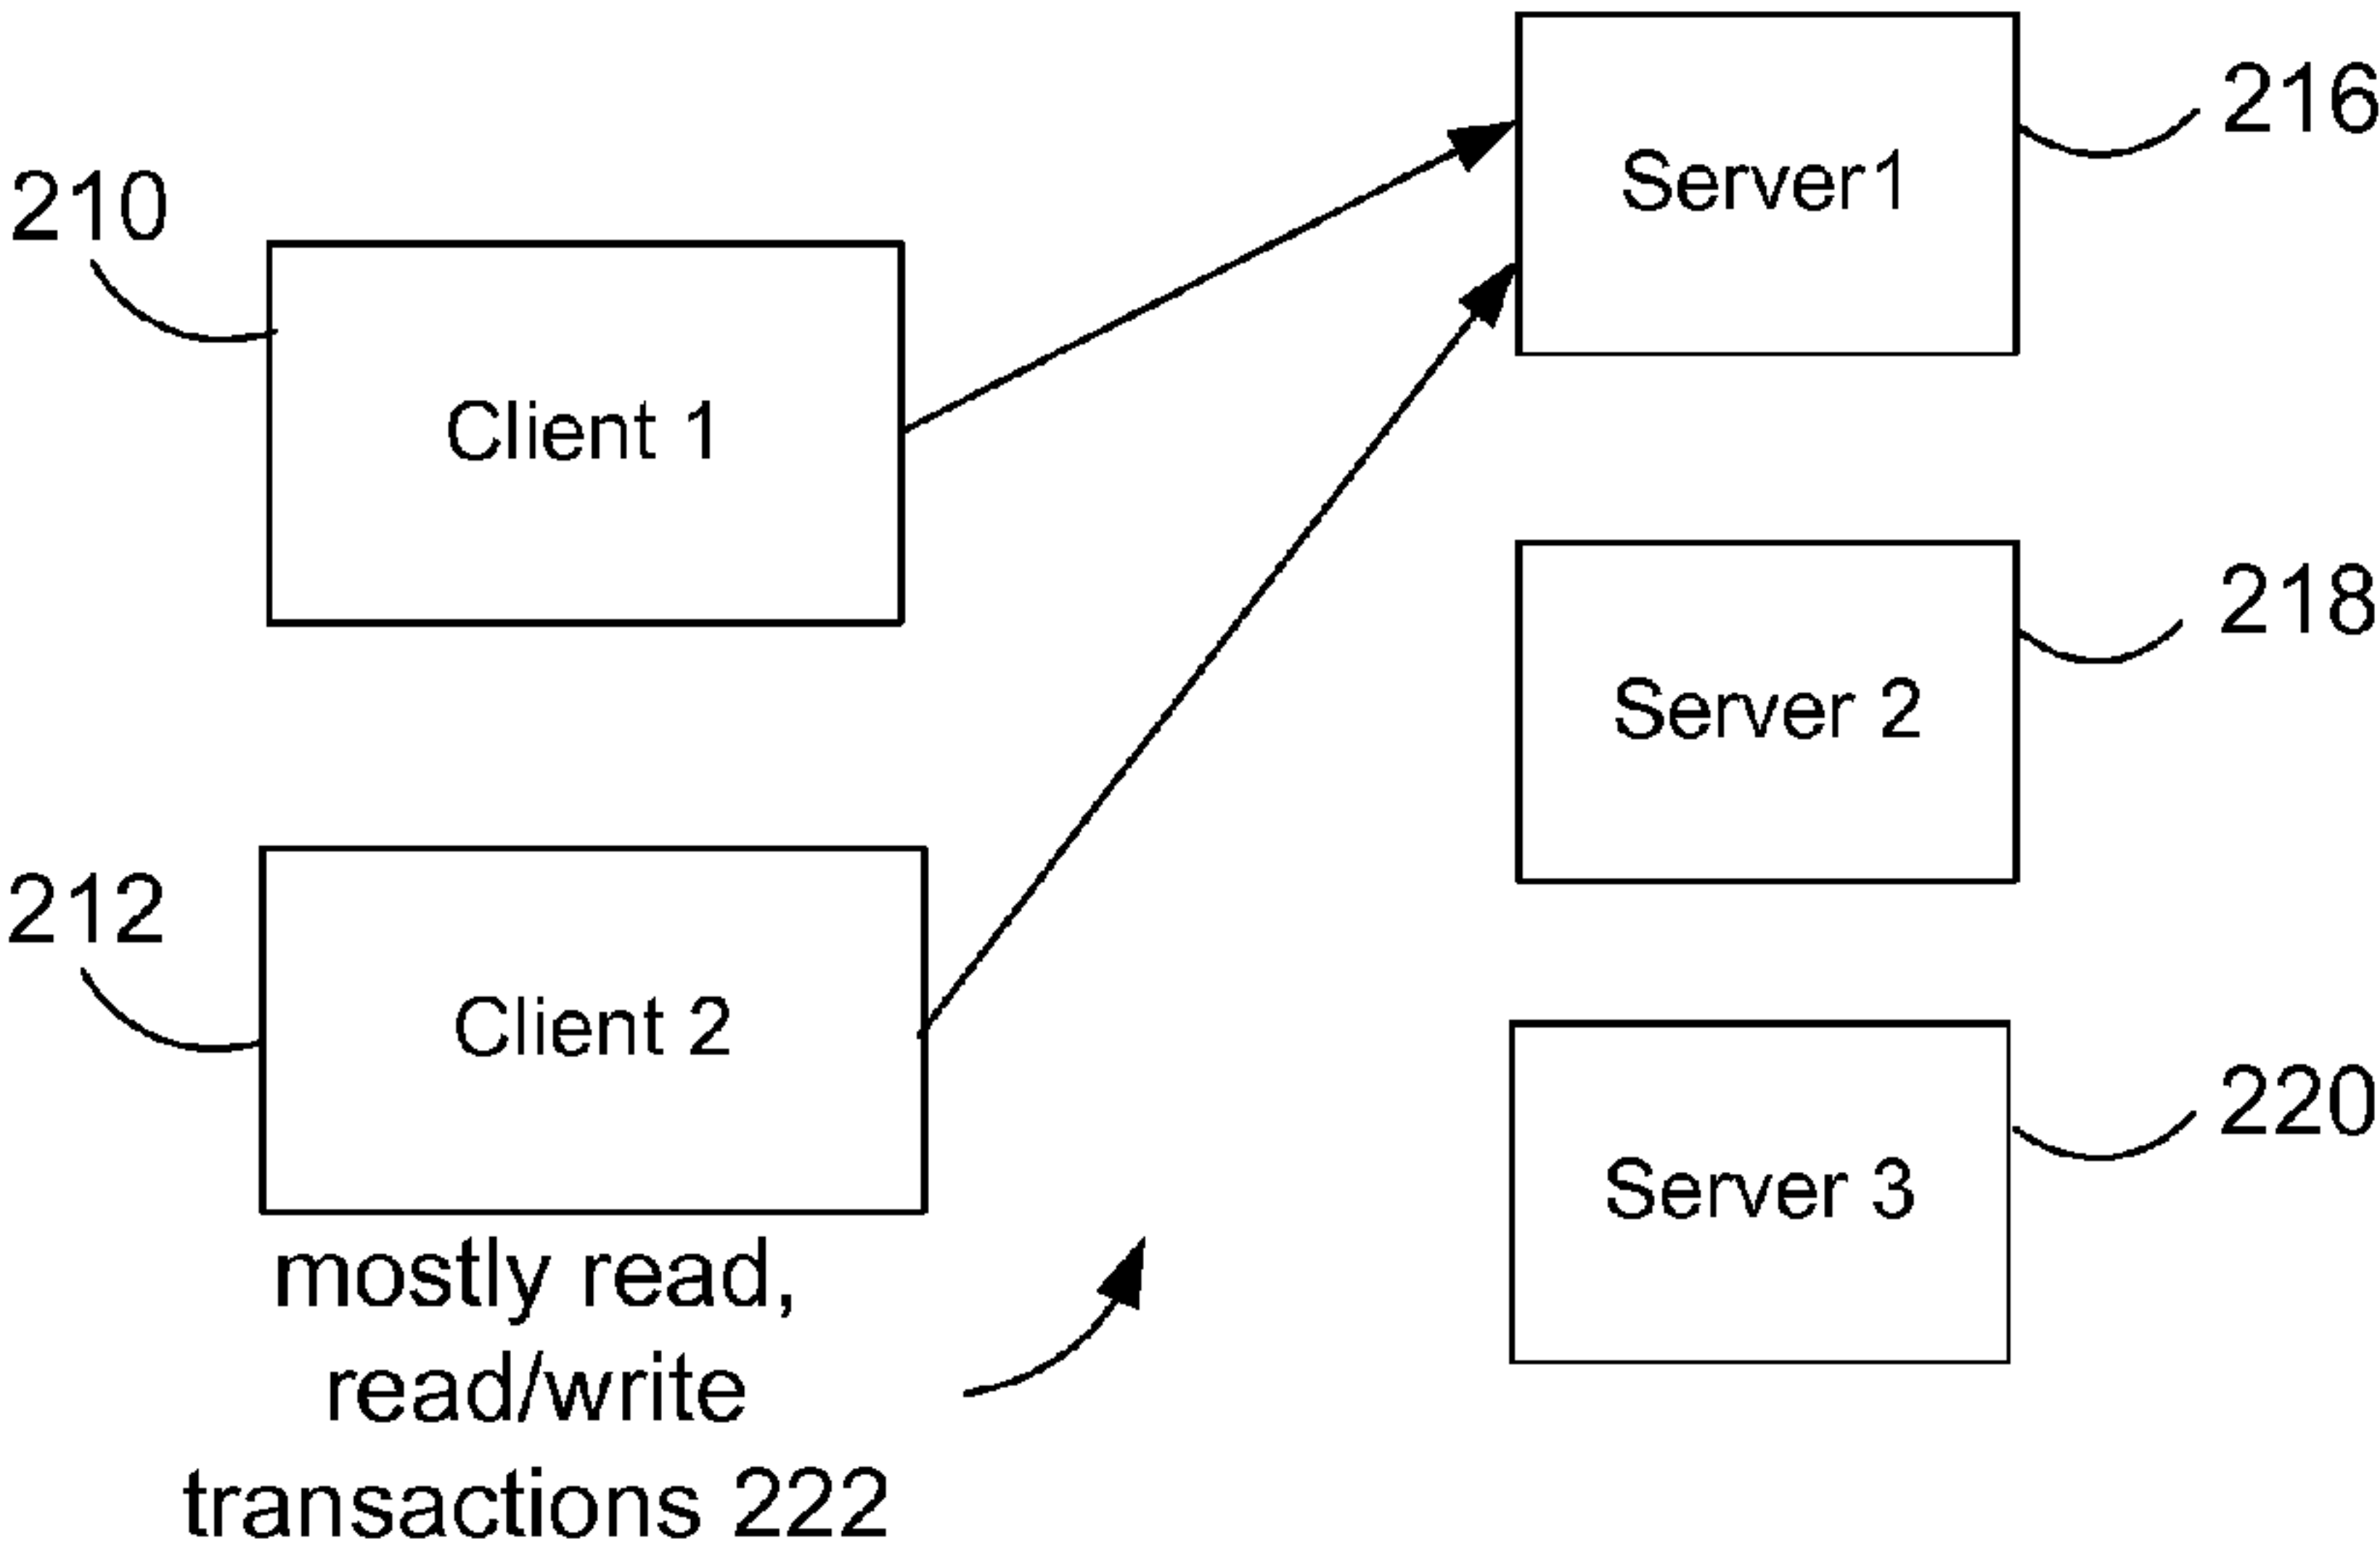 216
Server1
210
Client 1
218
Server 2
212
Client 2
220
Server 3
mostly read,
read/write
transactions 222